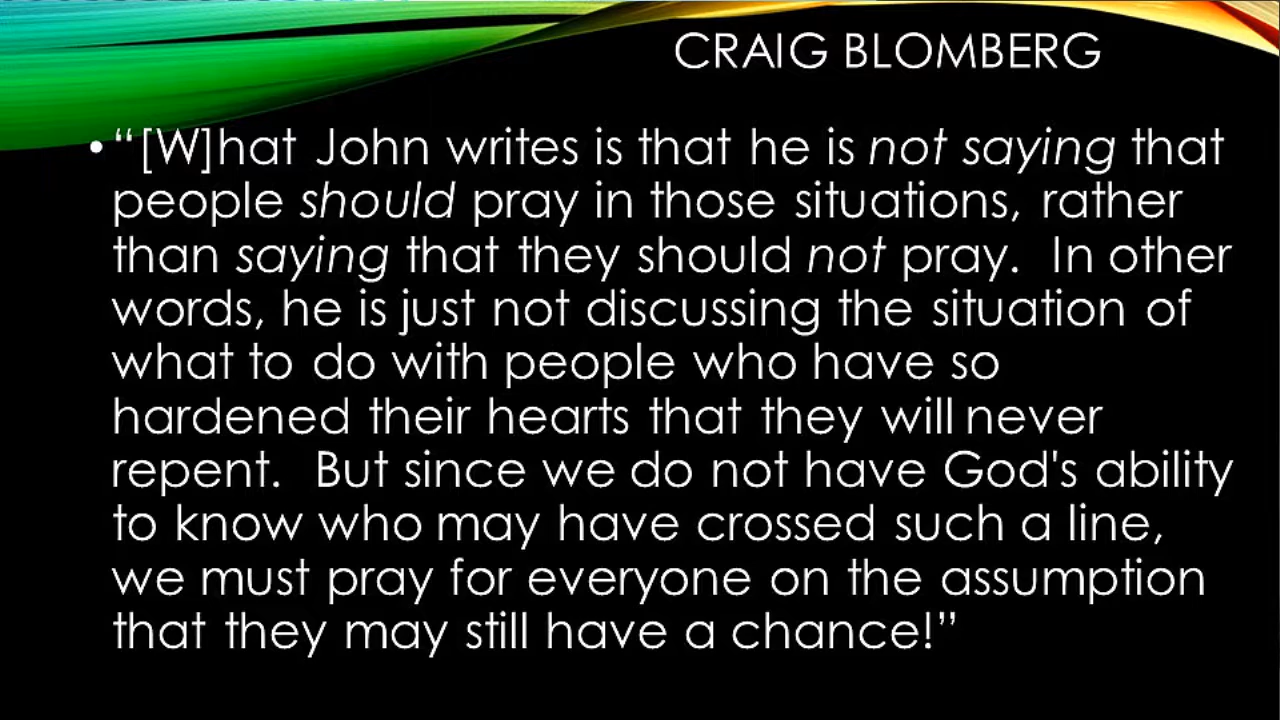 CRAIG BLOMBERG
• “[W]hat John writes is that he is not saying that
people should pray in those situations, rather
than saying that they should not pray.  In other
words, he is just not discussing the situation of
what to do with people who have so
hardened their hearts that they will never
repent.  But since we do not have God's ability
to know who may have crossed such a line,
we must pray for everyone on the assumption
that they may still have a chance!”